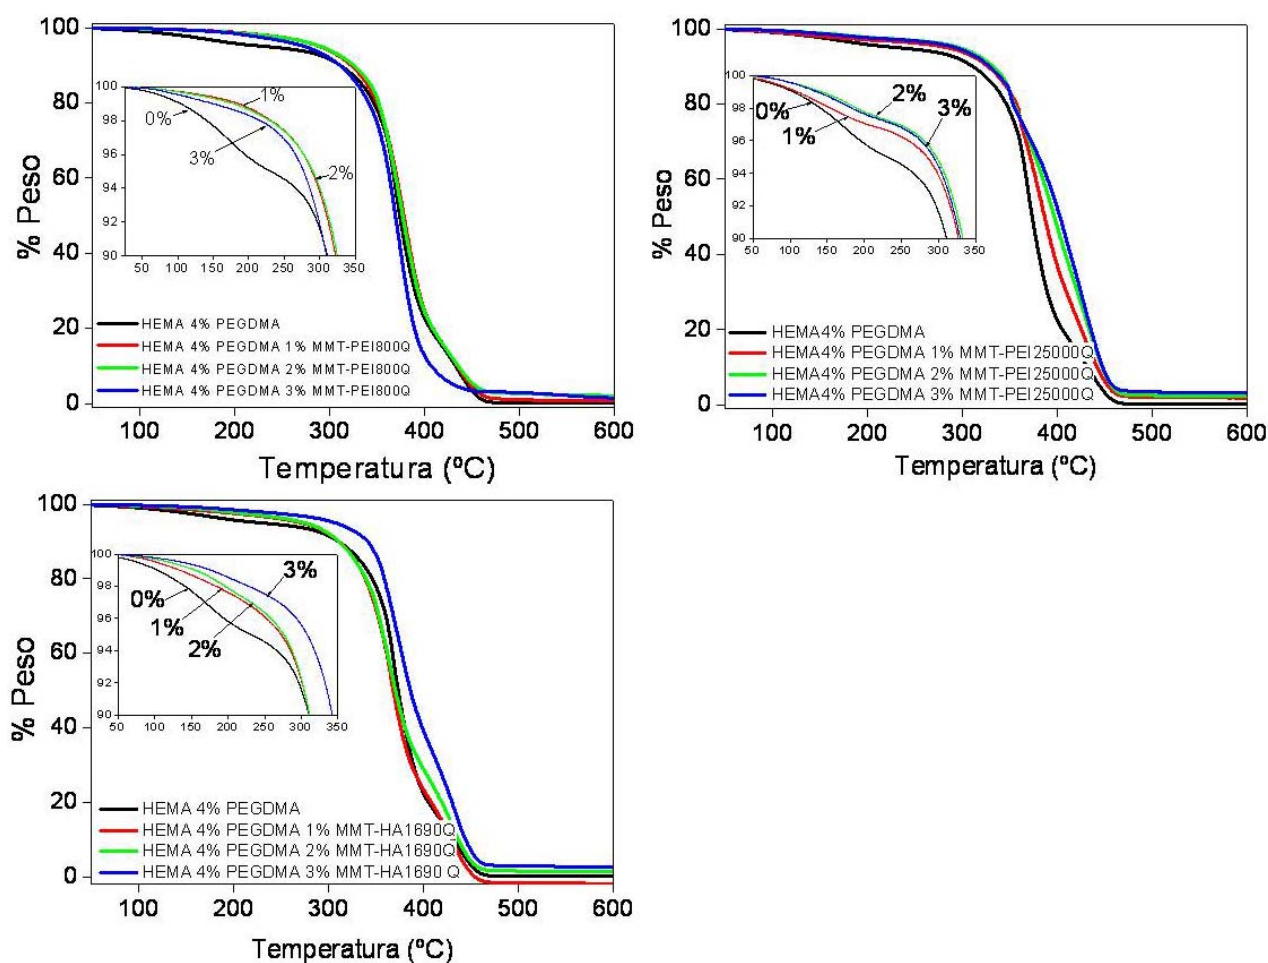 % Peso
100
80
60
40
20
0
100
98
96
94
92
90
50 100 150 200 250 300 350
0%
1%
3%
2%
HEMA 4% PEGDMA
HEMA 4% PEGDMA 1% MMT-PEI800Q
HEMA 4% PEGDMA 2% MMT-PEI800Q
HEMA 4% PEGDMA 3% MMT-PEI800Q
100 200 300 400 500 600
Temperatura (ºC)
% Peso
100
80
60
40
20
0
100
98
96
94
92
90
50 100 150 200 250 300 350
0%
1%
2%
3%
HEMA4% PEGDMA
HEMA4% PEGDMA 1% MMT-PEI25000Q
HEMA4% PEGDMA 2% MMT-PEI25000Q
HEMA4% PEGDMA 3% MMT-PEI25000Q
100 200 300 400 500 600
Temperatura (ºC)
% Peso
100
80
60
40
20
0
100
98
96
94
92
90
50 100 150 200 250 300 350
0%
1%
2%
3%
HEMA 4% PEGDMA
HEMA 4% PEGDMA 1% MMT-HA1690Q
HEMA 4% PEGDMA 2% MMT-HA1690Q
HEMA 4% PEGDMA 3% MMT-HA1690 Q
100 200 300 400 500 600
Temperatura (ºC)